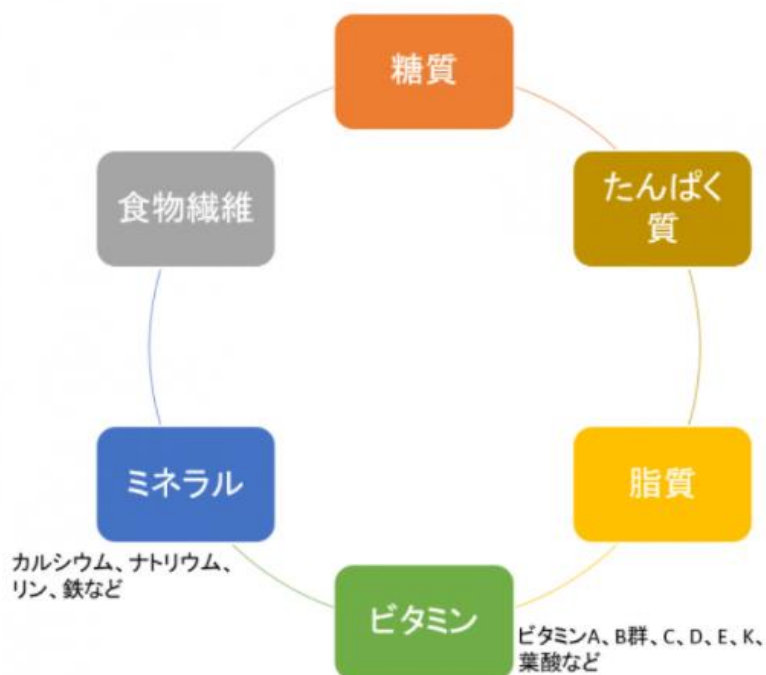 糖質
たんぱく
質
脂質
ビタミン
ビタミンA、B群、C、D、E、K、
葉酸など
ミネラル
カルシウム、ナトリウム、
リン、鉄など
食物繊維